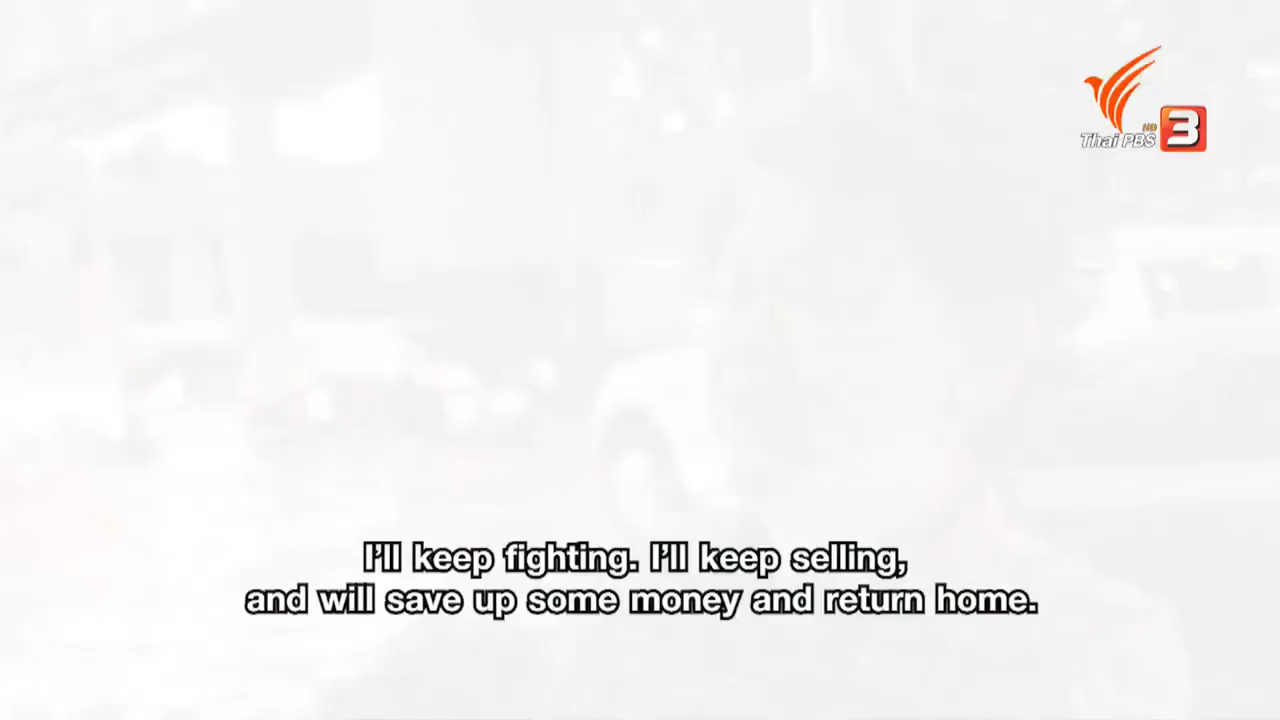 HD
Thai PBS 3
I'll keep fighting. I'll keep selling,
and will save up some money and return home.